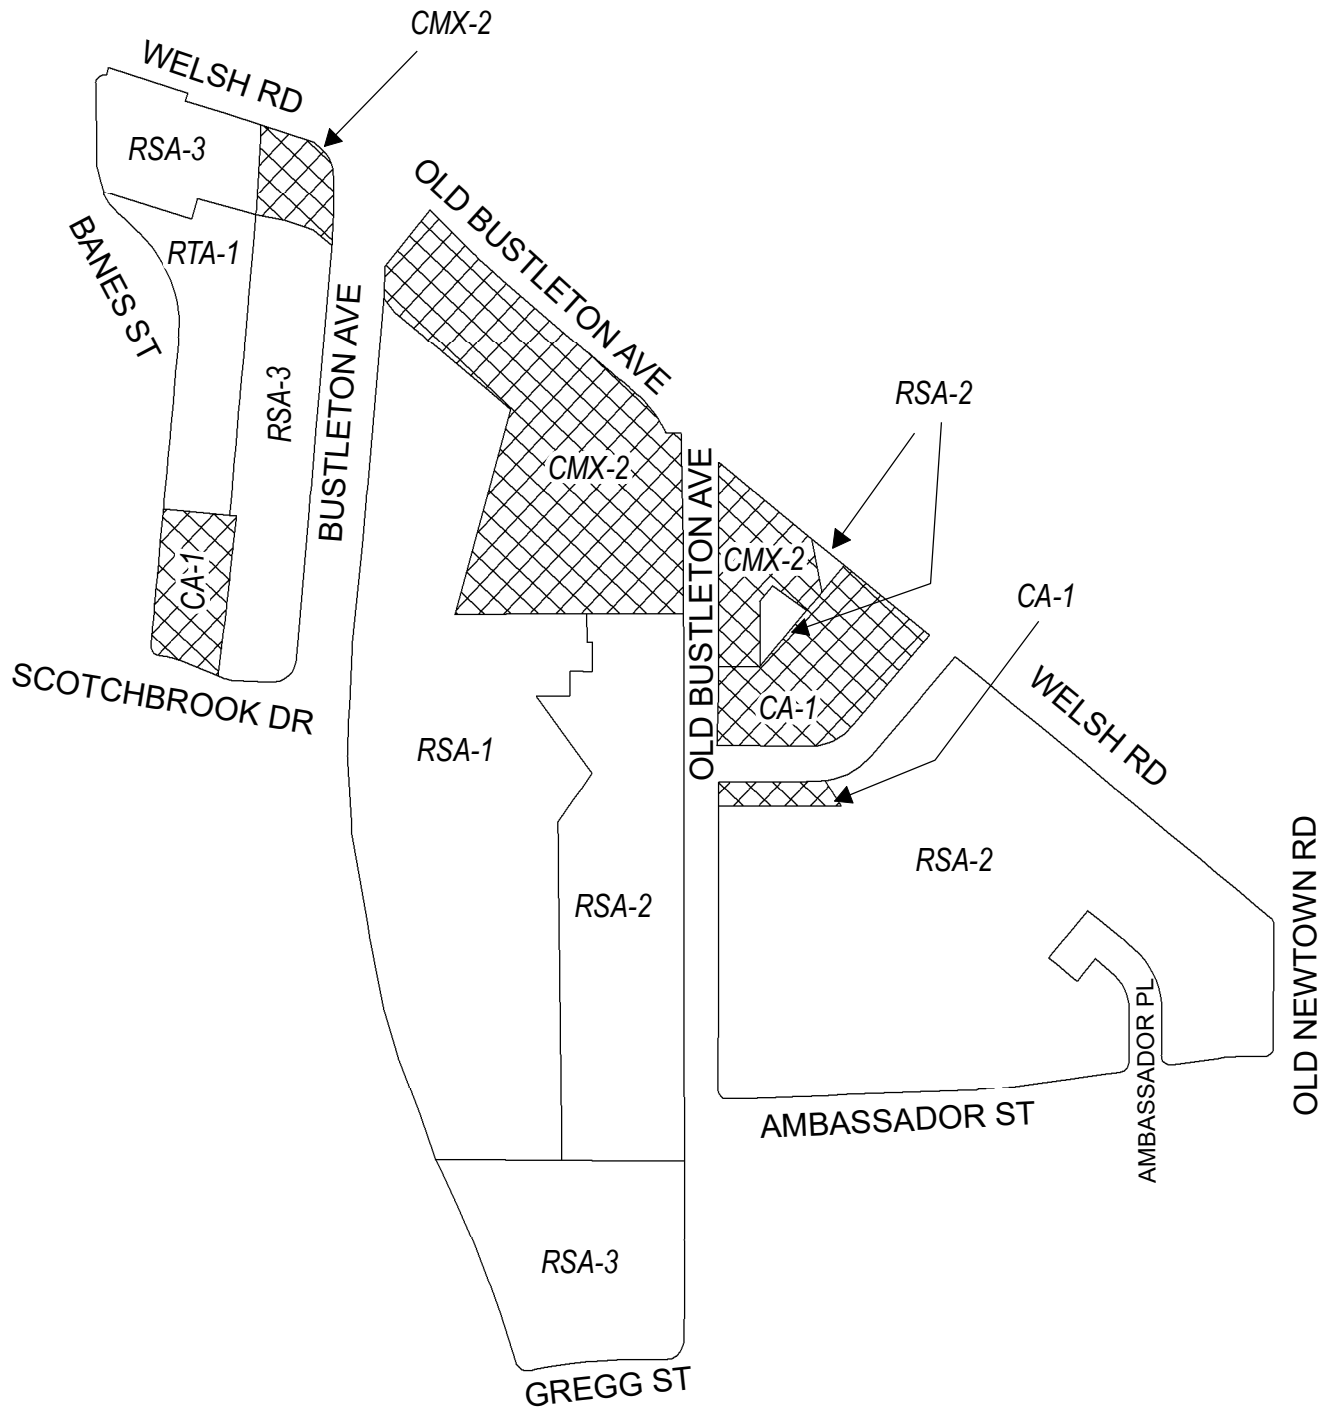 CMX-2
WELSH RD
RSA-3
OLD BUSTLETON AVE
BANES ST
RTA-1
BUSTLETON AVE
RSA-3
RSA-2
CMX-2
OLD BUSTLETON AVE
CMX-2
CA-1
CA-1
SCOTCHBROOK DR
CA-1
WELSH RD
RSA-1
RSA-2
RSA-2
OLD NEWTOWN RD
AMBASSADOR PL
AMBASSADOR ST
RSA-3
GREGG ST